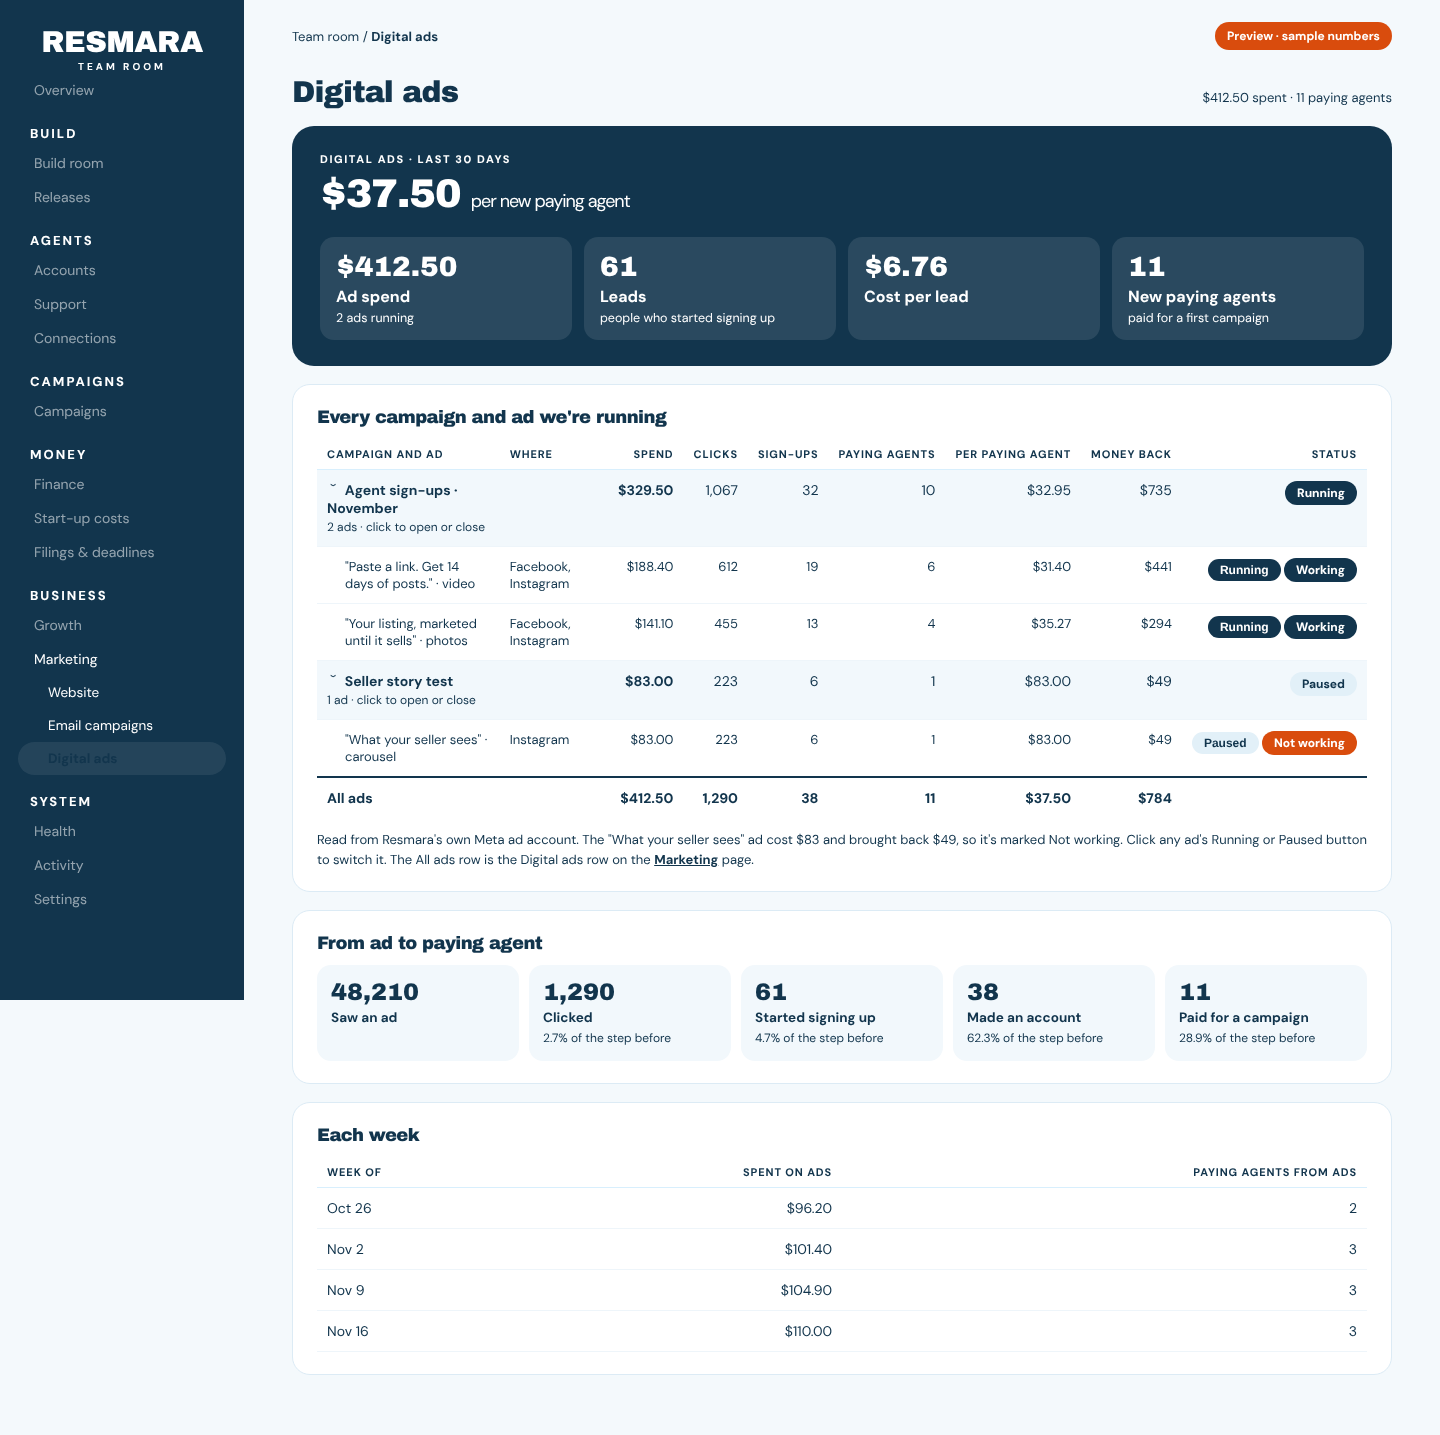 RESMARA
TEAM ROOM
Overview
BUILD
Build room
Releases
AGENTS
Accounts
Support
Connections
CAMPAIGNS
Campaigns
MONEY
Finance
Start-up costs
Filings & deadlines
BUSINESS
Growth
Marketing
Website
Email campaigns
Digital ads
SYSTEM
Health
Activity
Settings
Team room / Digital ads
Preview · sample numbers
Digital ads
$412.50 spent · 11 paying agents
DIGITAL ADS · LAST 30 DAYS
$37.50 per new paying agent
$412.50
Ad spend
2 ads running
61
Leads
people who started signing up
$6.76
Cost per lead
11
New paying agents
paid for a first campaign
Every campaign and ad we're running
CAMPAIGN AND AD WHERE SPEND CLICKS SIGN-UPS PAYING AGENTS PER PAYING AGENT MONEY BACK STATUS
Agent sign-ups · $329.50 1,067 32 10 $32.95 $735 Running
November
2 ads · click to open or close
"Paste a link. Get 14 Facebook, $188.40 612 19 6 $31.40 $441 Running Working
days of posts." · video Instagram
"Your listing, marketed Facebook, $141.10 455 13 4 $35.27 $294 Running Working
until it sells" · photos Instagram
Seller story test $83.00 223 6 1 $83.00 $49 Paused
1 ad · click to open or close
"What your seller sees" · Instagram $83.00 223 6 1 $83.00 $49 Paused Not working
carousel
All ads $412.50 1,290 38 11 $37.50 $784
Read from Resmara's own Meta ad account. The "What your seller sees" ad cost $83 and brought back $49, so it's marked Not working. Click any ad's Running or Paused button
to switch it. The All ads row is the Digital ads row on the Marketing page.
From ad to paying agent
48,210
Saw an ad
1,290
Clicked
2.7% of the step before
61
Started signing up
4.7% of the step before
38
Made an account
62.3% of the step before
11
Paid for a campaign
28.9% of the step before
Each week
WEEK OF SPENT ON ADS PAYING AGENTS FROM ADS
Oct 26 $96.20 2
Nov 2 $101.40 3
Nov 9 $104.90 3
Nov 16 $110.00 3